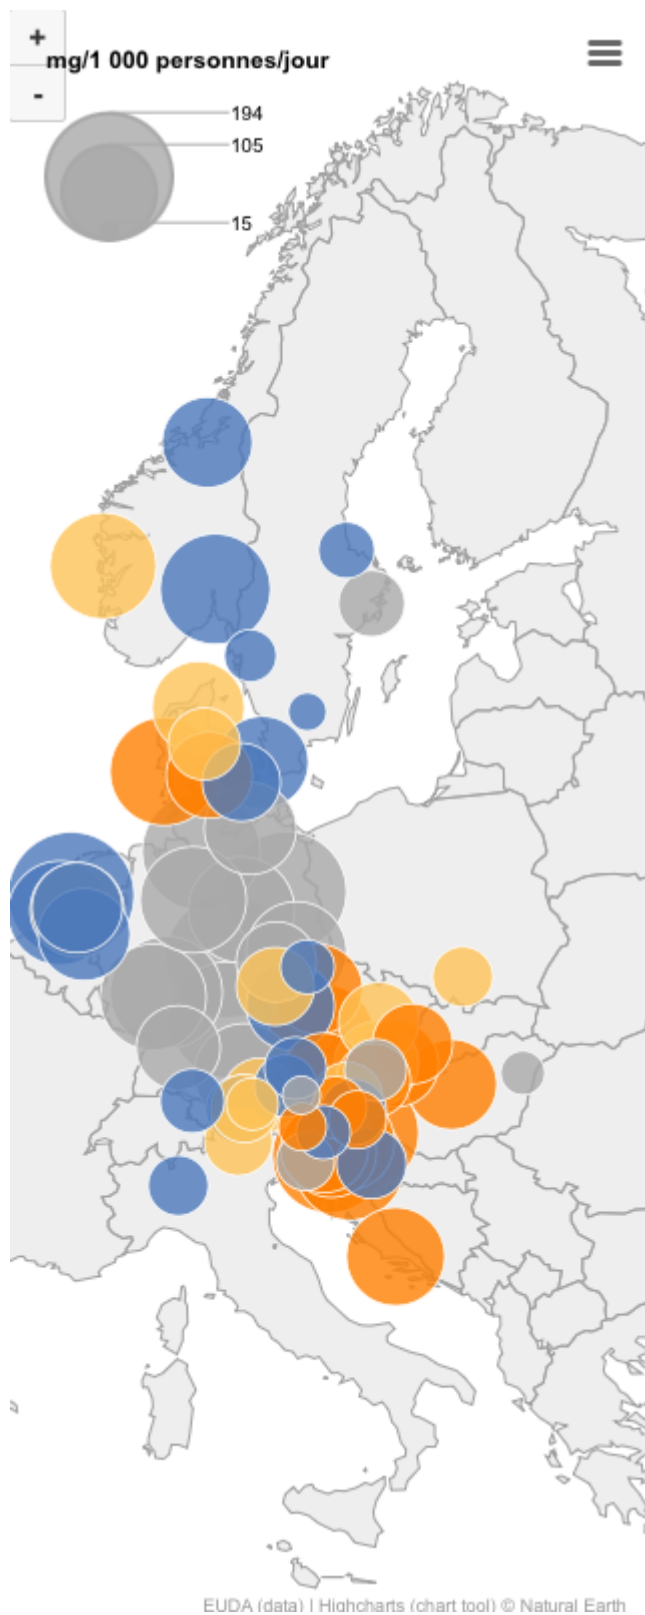 +
mg/1 000 personnes/jour
-
194
105
15
EUDA (data) | Highcharts (chart tool) © Natural Earth